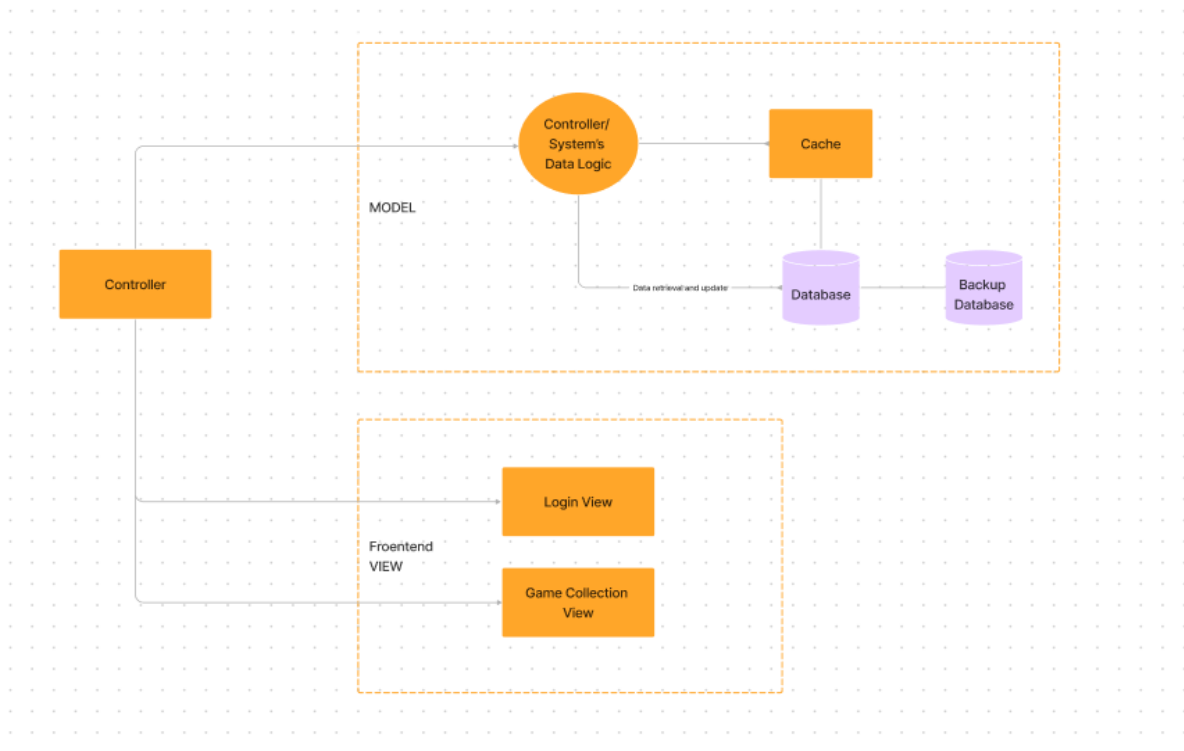 Controller/
System's
Data Logic
Cache
MODEL
Controller
Data retrieval and update
Database
Backup
Database
Login View
Froentend
VIEW
Game Collection
View